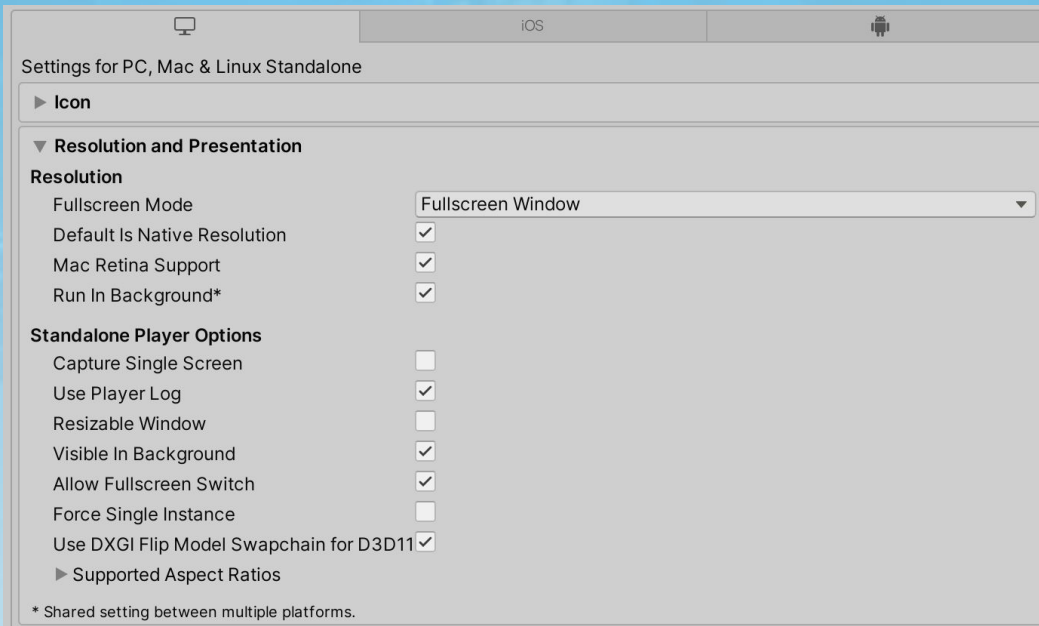 iOS
Settings for PC, Mac & Linux Standalone
Icon
Resolution and Presentation
Resolution
Fullscreen Mode Fullscreen Window
Default Is Native Resolution
Mac Retina Support
Run In Background*
Standalone Player Options
Capture Single Screen
Use Player Log
Resizable Window
Visible In Background
Allow Fullscreen Switch
Force Single Instance
Use DXGI Flip Model Swapchain for D3D11
Supported Aspect Ratios
* Shared setting between multiple platforms.